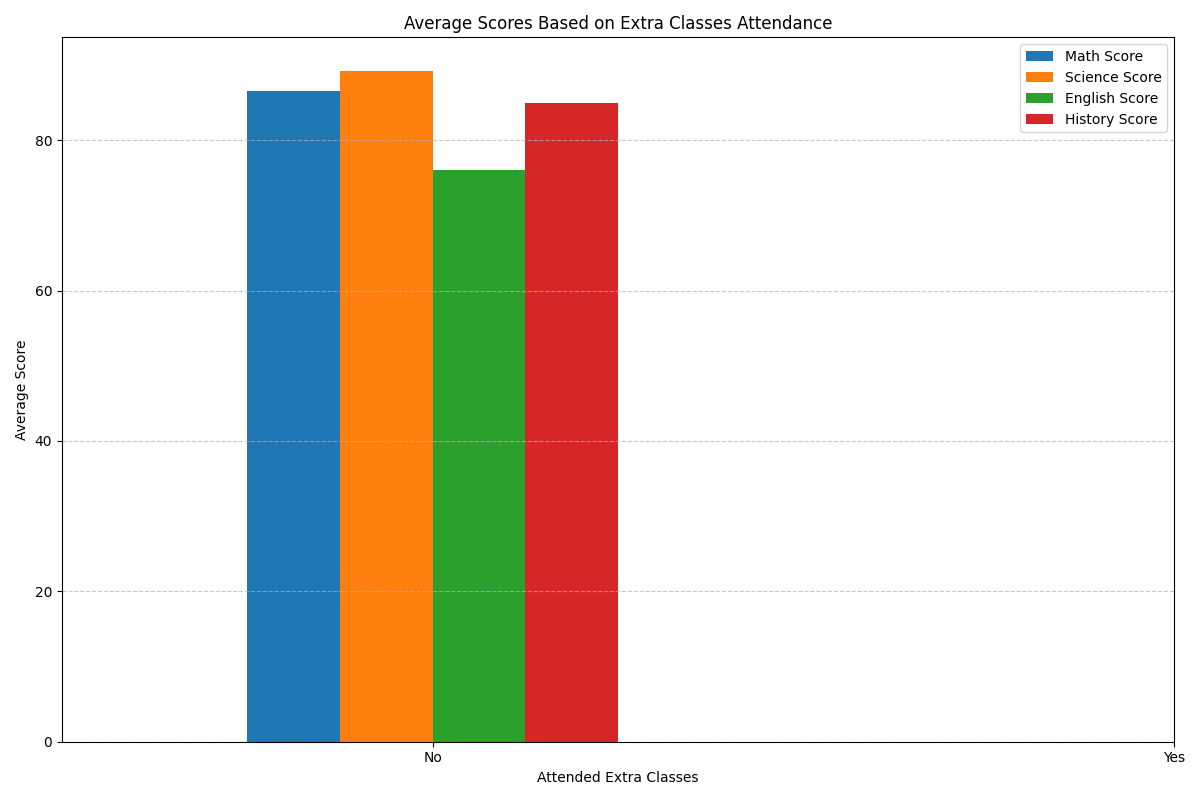 Average Scores Based on Extra Classes Attendance
Math Score
Science Score
English Score
History Score
80
60
40
20
0
Average Score
No
Yes
Attended Extra Classes